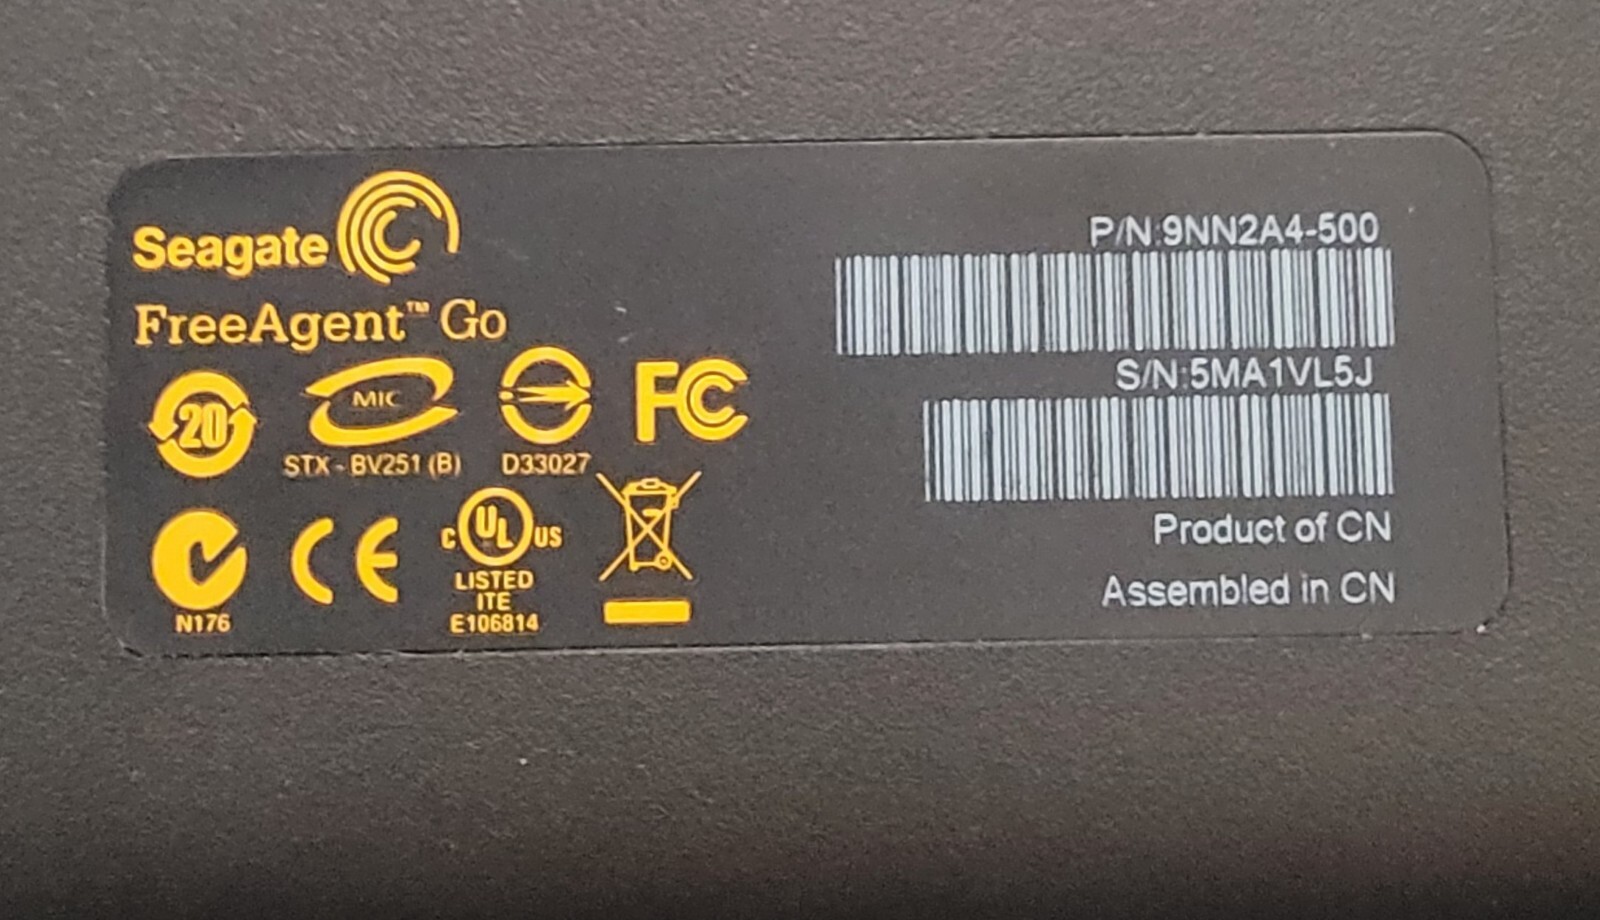 Seagate
FreeAgent™ Go
20
MIC
STX - BV251 (B)
D33027
FC
N176
CE
C UL US
LISTED
ITE
E106814
P/N:9NN2A4-500
S/N:5MA1VL5J
Product of CN
Assembled in CN